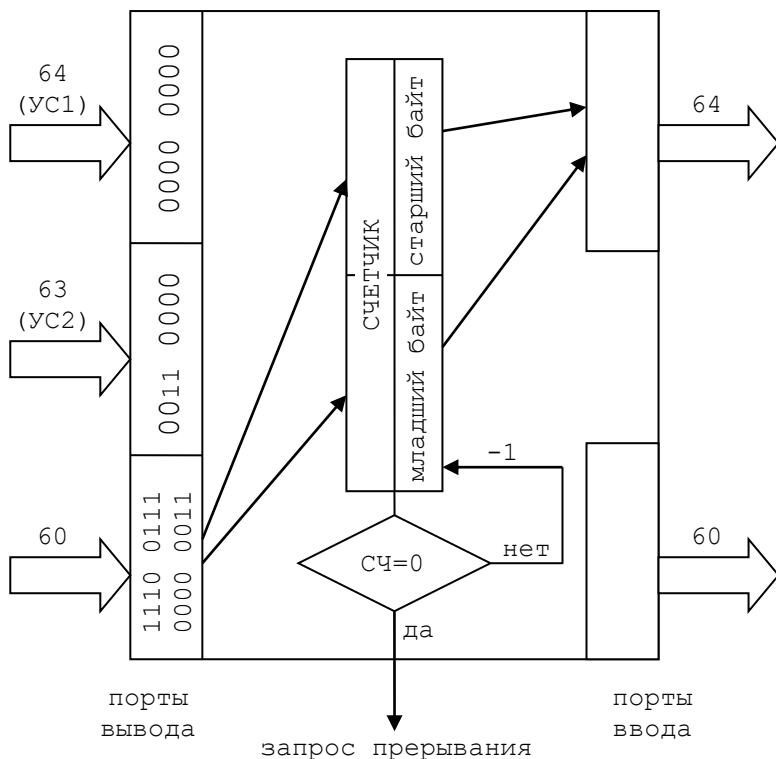 64
(УС1)
0000 0000
63
(УС2)
0011 0000
60
1110 0111
0000 0011
СЧЕТЧИК
старший байт
младший байт
-1
СЧ=0
нет
да
64
60
порты
вывода
порты
ввода
запрос прерывания